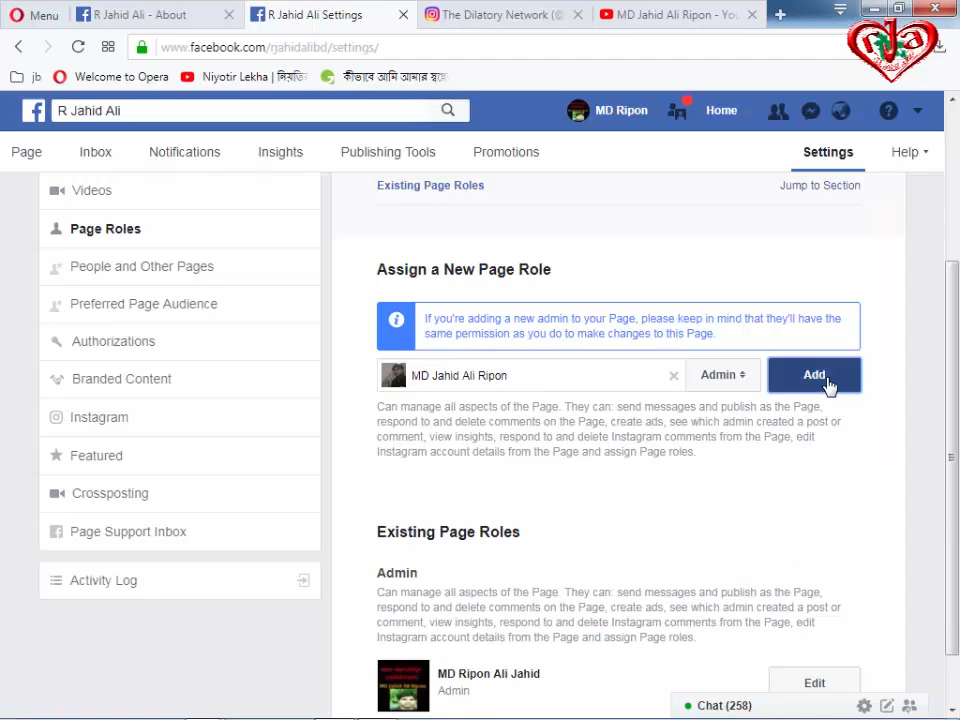 Menu
R Jahid Ali - About
R Jahid Ali Settings
The Dilatory Network (@
MD Jahid Ali Ripon - You
www.facebook.com/rjahidalibd/settings/
rja
jb
Welcome to Opera
Niyotir Lekha | নিয়তি
কীভাবে আমি আমার
R Jahid Ali
MD Ripon
Home
Page
Inbox
Notifications
Insights
Publishing Tools
Promotions
Settings
Help
Videos
Page Roles
People and Other Pages
Preferred Page Audience
Authorizations
Branded Content
Instagram
Featured
Crossposting
Page Support Inbox
Activity Log
Existing Page Roles
Jump to Section
Assign a New Page Role
If you're adding a new admin to your Page, please keep in mind that they'll have the
same permission as you do to make changes to this Page.
MD Jahid Ali Ripon
Admin
Add
Can manage all aspects of the Page. They can: send messages and publish as the Page,
respond to and delete comments on the Page, create ads, see which admin created a post or
comment, view insights, respond to and delete Instagram comments from the Page, edit
Instagram account details from the Page and assign Page roles.
Existing Page Roles
Admin
Can manage all aspects of the Page. They can: send messages and publish as the Page,
respond to and delete comments on the Page, create ads, see which admin created a post or
comment, view insights, respond to and delete Instagram comments from the Page, edit
Instagram account details from the Page and assign Page roles.
MD Ripon Ali Jahid
Admin
Edit
Chat (258)